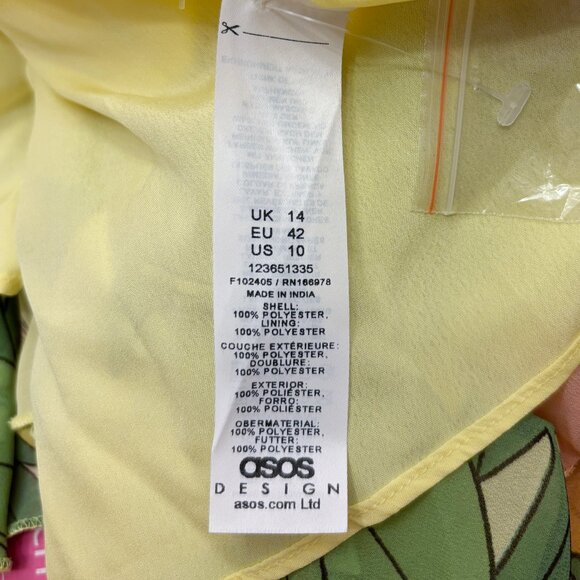 UK 14
EU 42
US 10
123651335
F102405 / RN166978
MADE IN INDIA
SHELL:
100% POLYESTER,
LINING:
100% POLYESTER
COUCHE EXTÉRIEURE:
100% POLYESTER,
DOUBLURE:
100% POLYESTER
EXTERIOR:
100% POLIÉSTER,
FORRO:
100% POLIÉSTER
OBERMATERIAL:
100% POLYESTER,
FUTTER:
100% POLYESTER
asos
DESIGN
asos.com Ltd